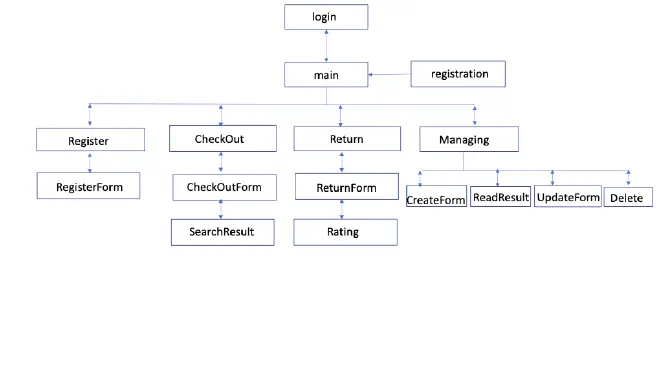 login
main
registration
Register
CheckOut
Return
Managing
RegisterForm
CheckOutForm
ReturnForm
CreateForm
ReadResult
UpdateForm
Delete
SearchResult
Rating